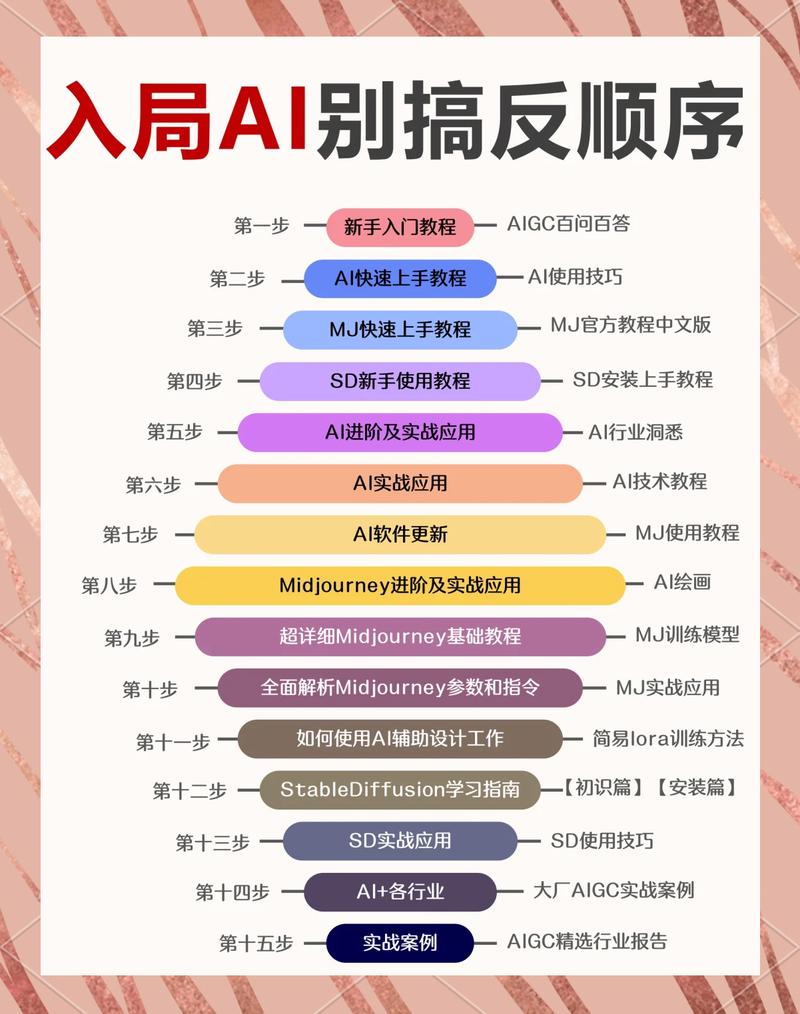 入局AI别搞反顺序
第一步 新手入门教程 AIGC百问百答
第二步 AI快速上手教程 AI使用技巧
第三步 MJ快速上手教程 MJ官方教程中文版
第四步 SD新手使用教程 SD安装上手教程
第五步 AI进阶及实战应用 AI行业洞悉
第六步 AI实战应用 AI技术教程
第七步 AI软件更新 MJ使用教程
第八步 Midjourney进阶及实战应用 AI绘画
第九步 超详细Midjourney基础教程 MJ训练模型
第十步 全面解析Midjourney参数和指令 MJ实战应用
第十一步 如何使用AI辅助设计工作 简易lora训练方法
第十二步 StableDiffusion学习指南 【初识篇】【安装篇】
第十三步 SD实战应用 SD使用技巧
第十四步 AI+各行业 大厂AIGC实战案例
第十五步 实战案例 AIGC精选行业报告